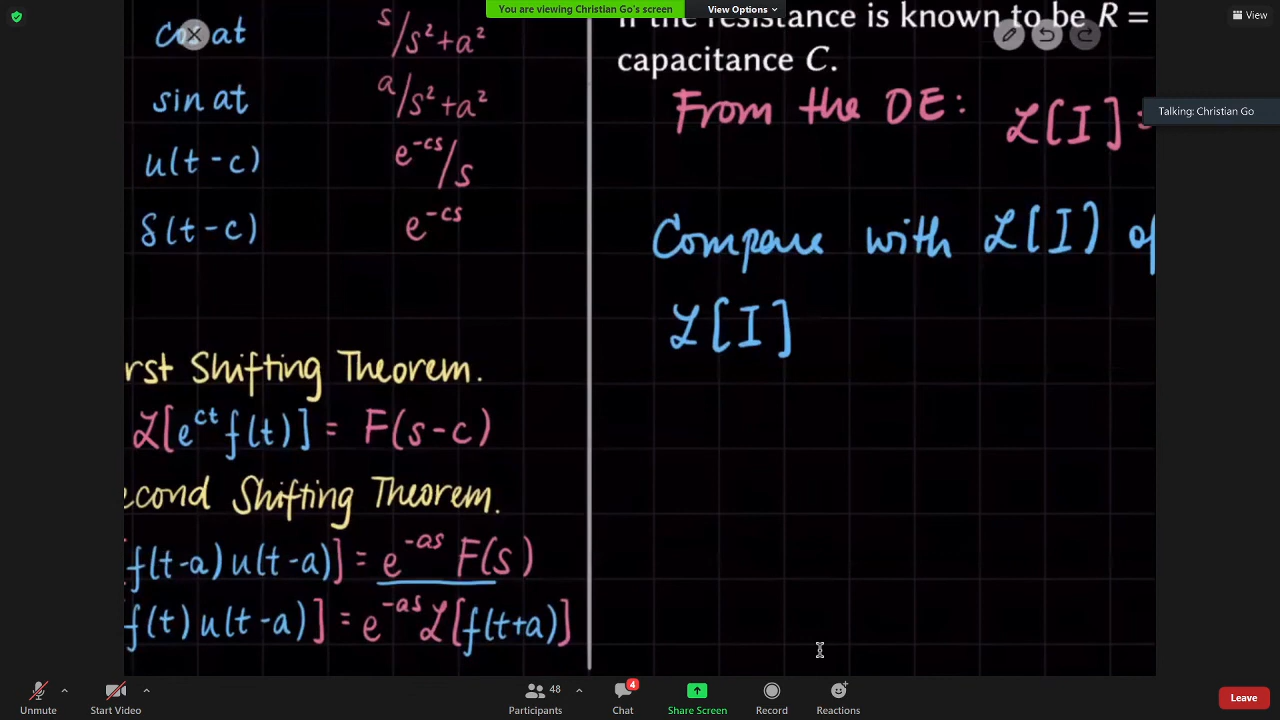 You are viewing Christian Go's screen
View Options
View
Talking: Christian Go
cos at s/s²+a²
sin at a/s²+a²
u(t-c) e^-cs/s
δ(t-c) e^-cs
rst Shifting Theorem.
ℒ[e^ct f(t)] = F(s-c)
econd Shifting Theorem.
f(t-a) u(t-a)] = e^-as F(s)
f(t) u(t-a)] = e^-as ℒ[f(t+a)]
If the resistance is known to be R =
capacitance C.
From the DE: ℒ[I] =
Compare with ℒ[I] of
ℒ[I]
Unmute
Start Video
Participants
48
Chat
4
Share Screen
Record
Reactions
Leave